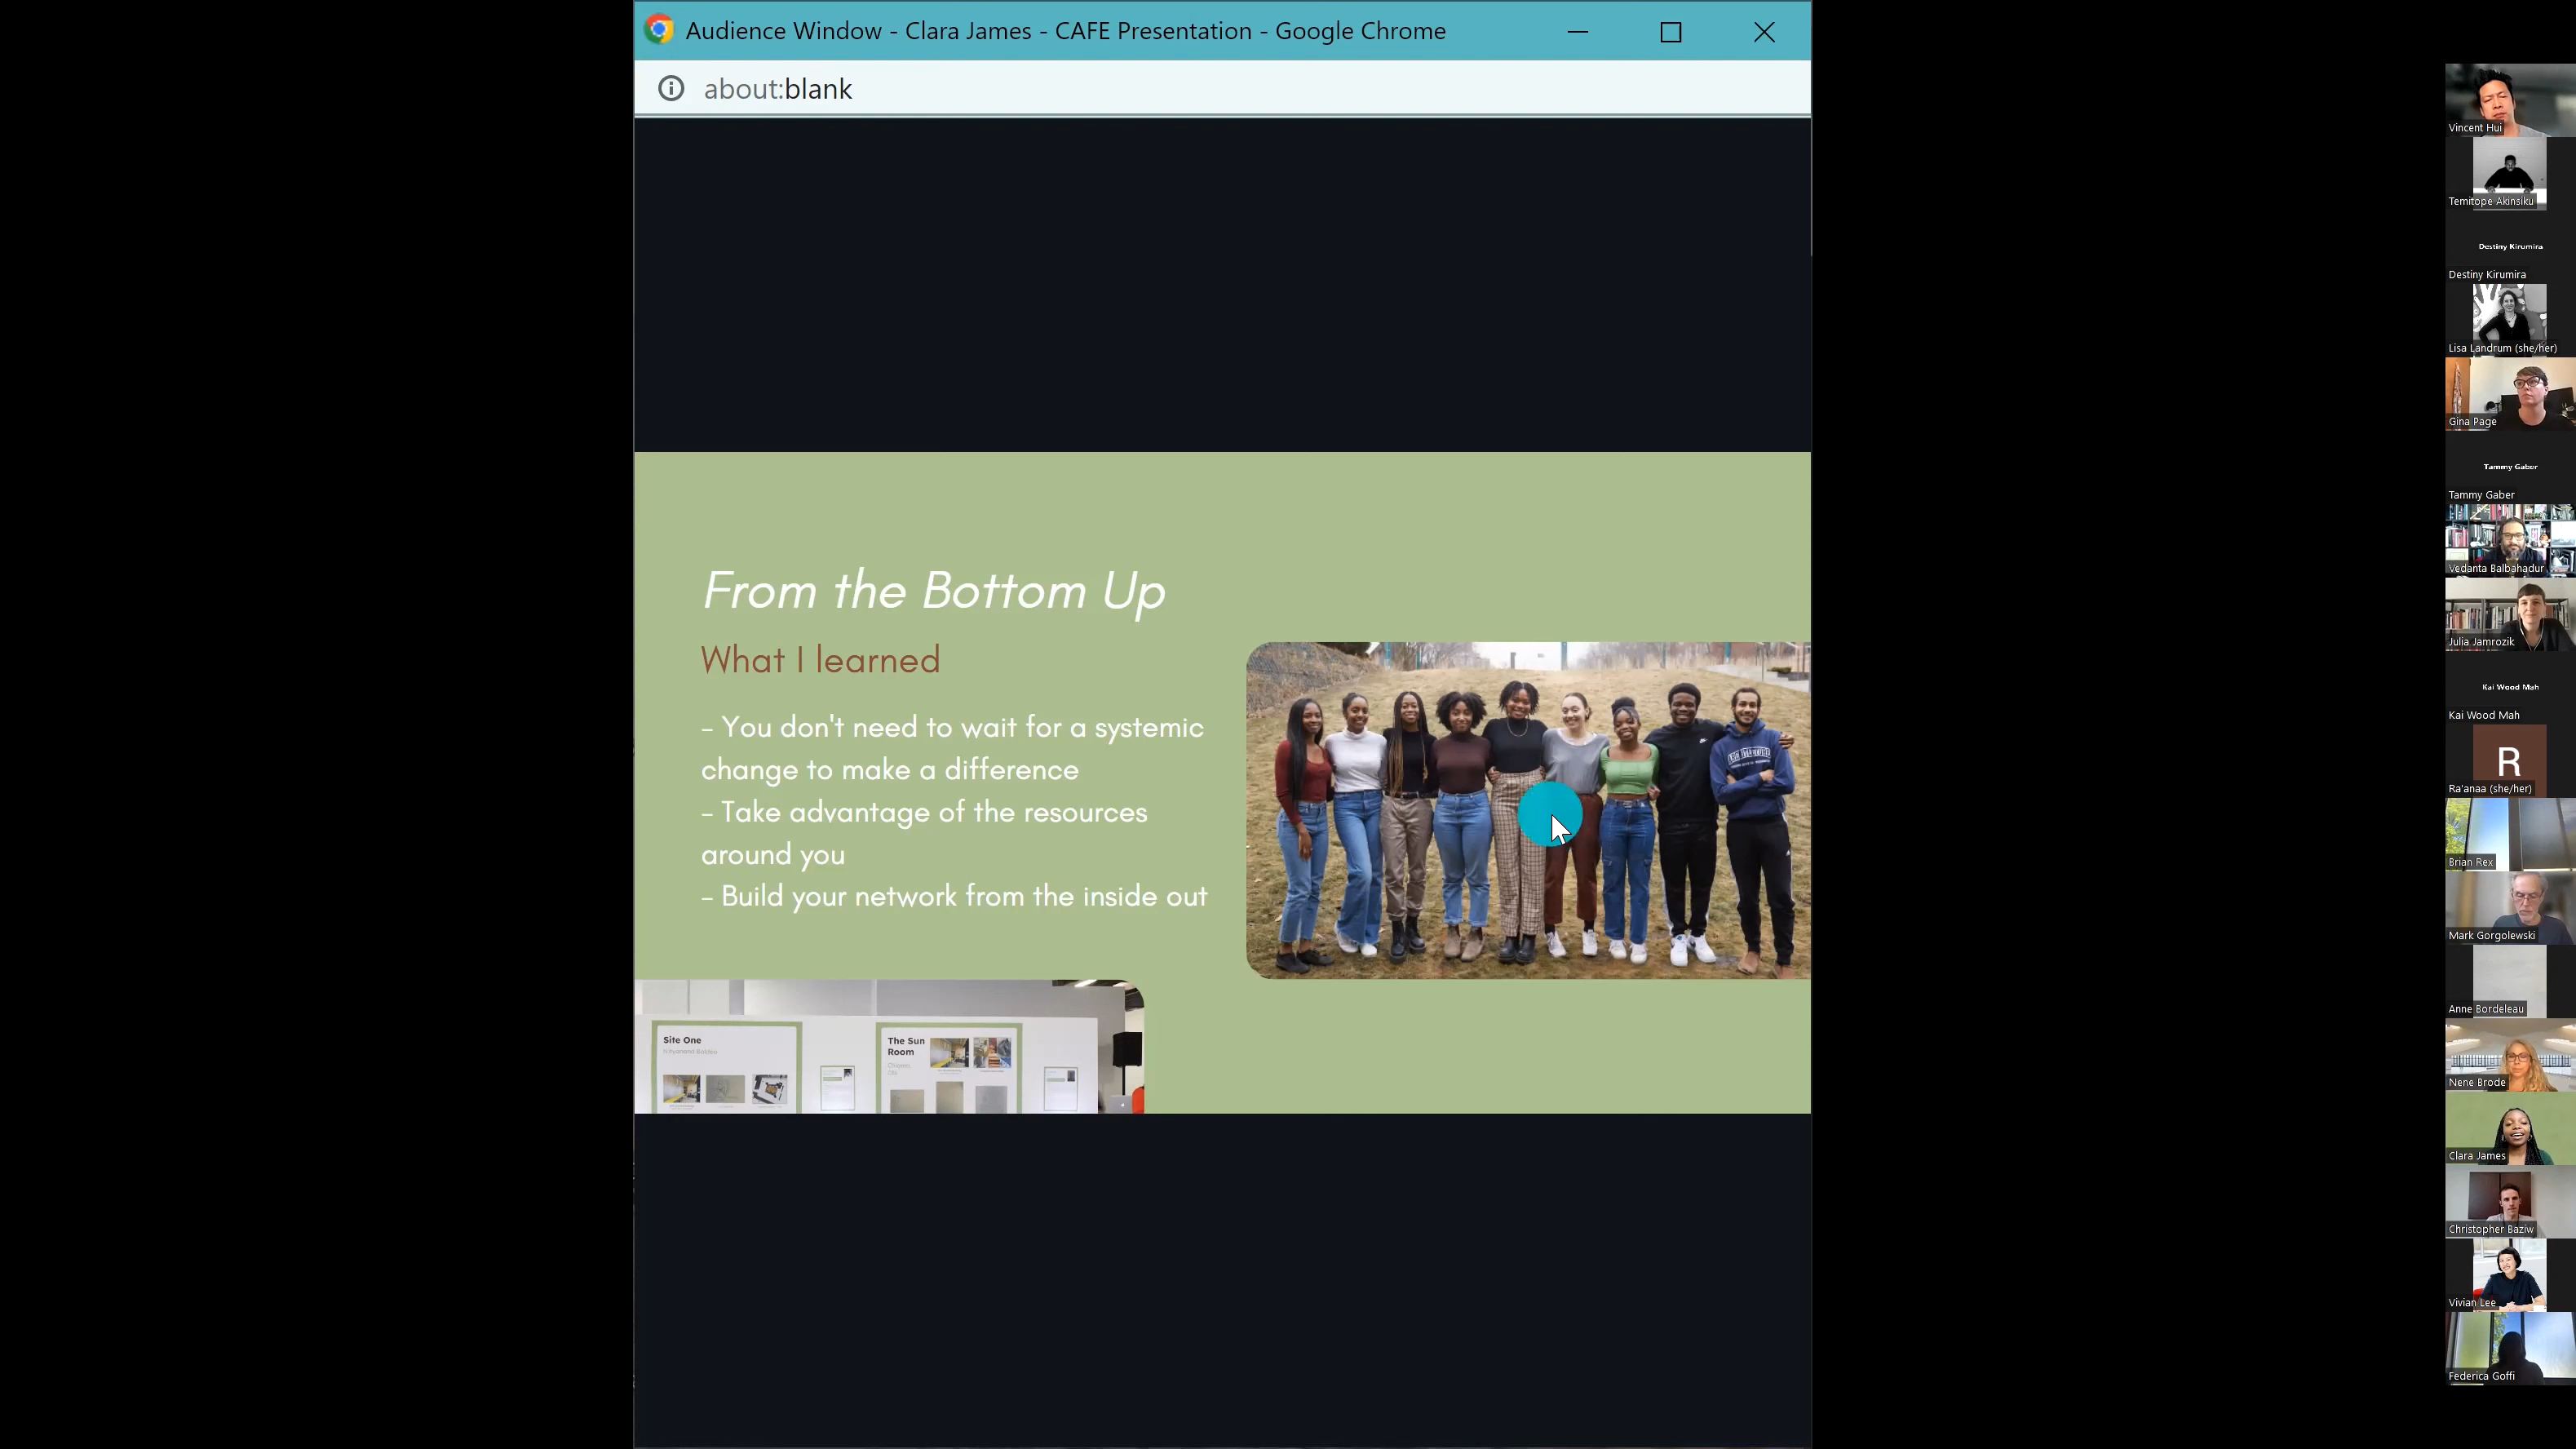 Audience Window - Clara James - CAFE Presentation - Google Chrome
about:blank
From the Bottom Up
What I learned
- You don't need to wait for a systemic
change to make a difference
- Take advantage of the resources
around you
- Build your network from the inside out
Site One
The Sun
Room
Vincent Hui
Temitope Akinsiku
Destiny Kirumira
Destiny Kirumira
Lisa Landrum (she/her)
Gina Page
Tammy Gaber
Tammy Gaber
Vedanta Balbahadur
Julia Jamrozik
Kai Wood Mah
Kai Wood Mah
R
Ra'anaa (she/her)
Brian Rex
Mark Gorgolewski
Anne Bordeleau
Nene Brode
Clara James
Christopher Baziw
Vivian Lee
Federica Goffi